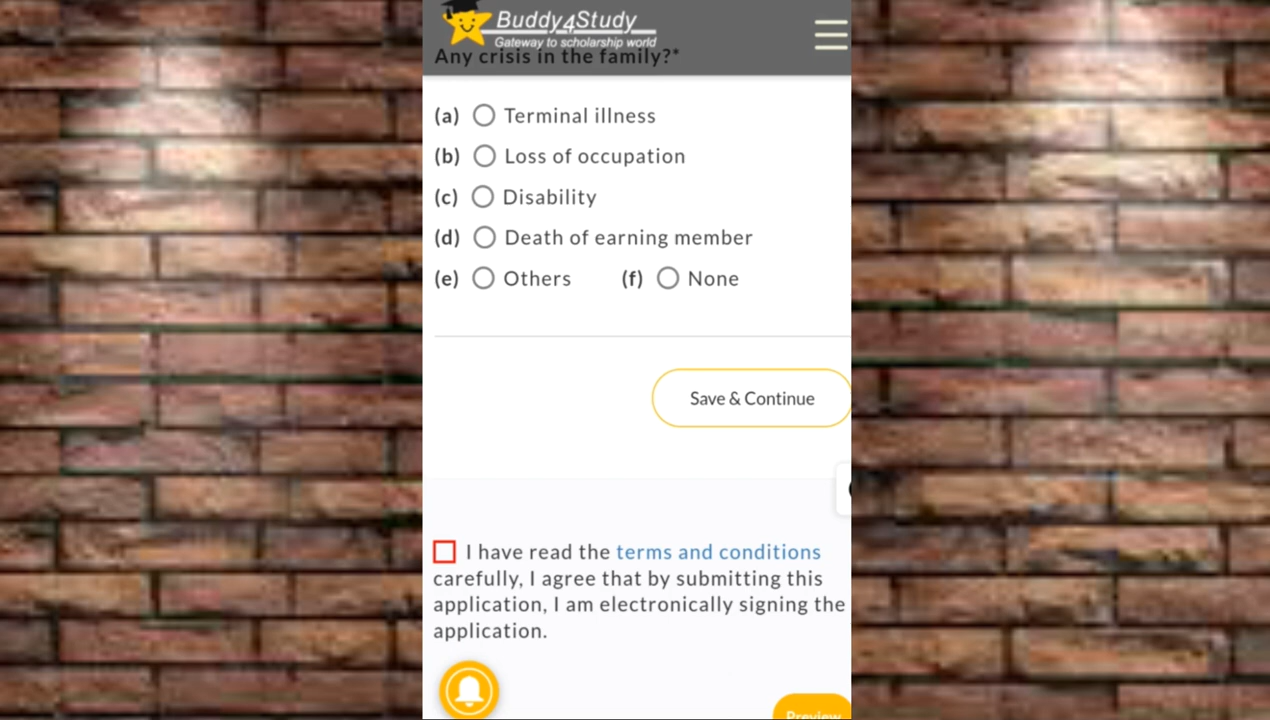 Buddy4Study
Gateway to scholarship world
Any crisis in the family?*
(a) Terminal illness
(b) Loss of occupation
(c) Disability
(d) Death of earning member
(e) Others (f) None
Save & Continue
I have read the terms and conditions
carefully, I agree that by submitting this
application, I am electronically signing the
application.
Preview